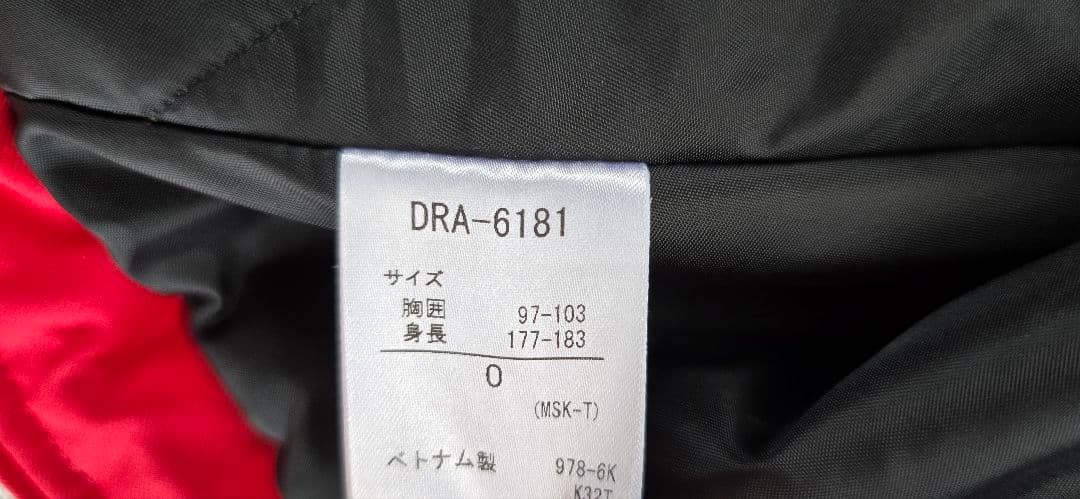 DRA-6181
サイズ
胸囲 97-103
身長 177-183
O
(MSK-T)
ベトナム製 978-6K
K32T